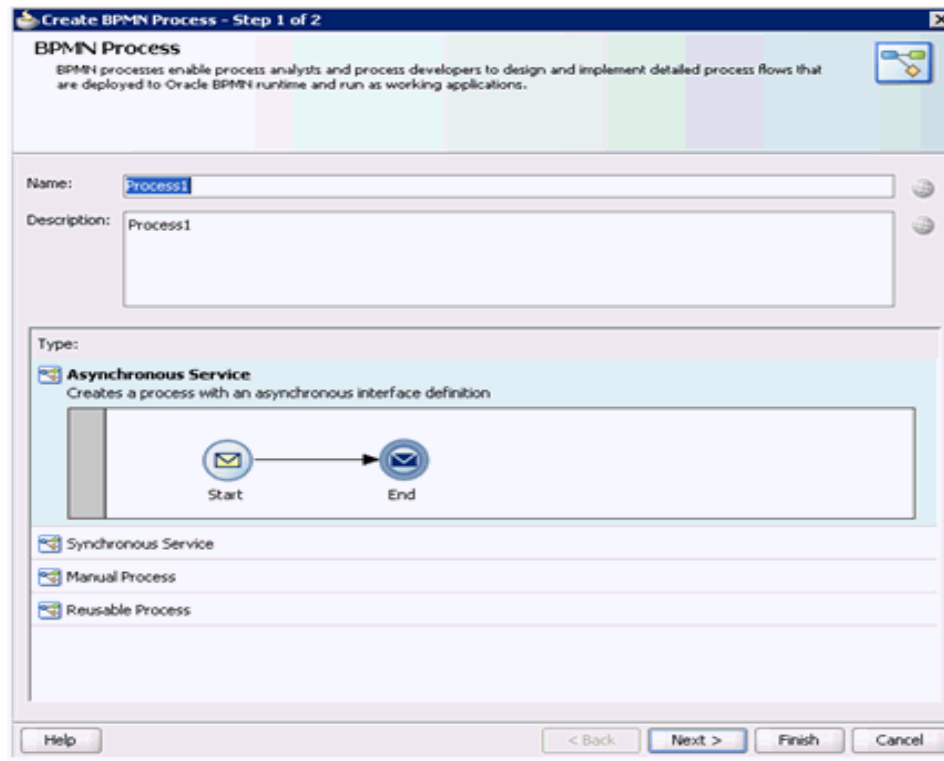 Create BPMN Process - Step 1 of 2
BPMN Process
BPMN processes enable process analysts and process developers to design and implement detailed process flows that
are deployed to Oracle BPMN runtime and run as working applications.
Name:
Process1
Description:
Process1
Type:
Asynchronous Service
Creates a process with an asynchronous interface definition
Start
End
Synchronous Service
Manual Process
Reusable Process
Help
< Back
Next >
Finish
Cancel